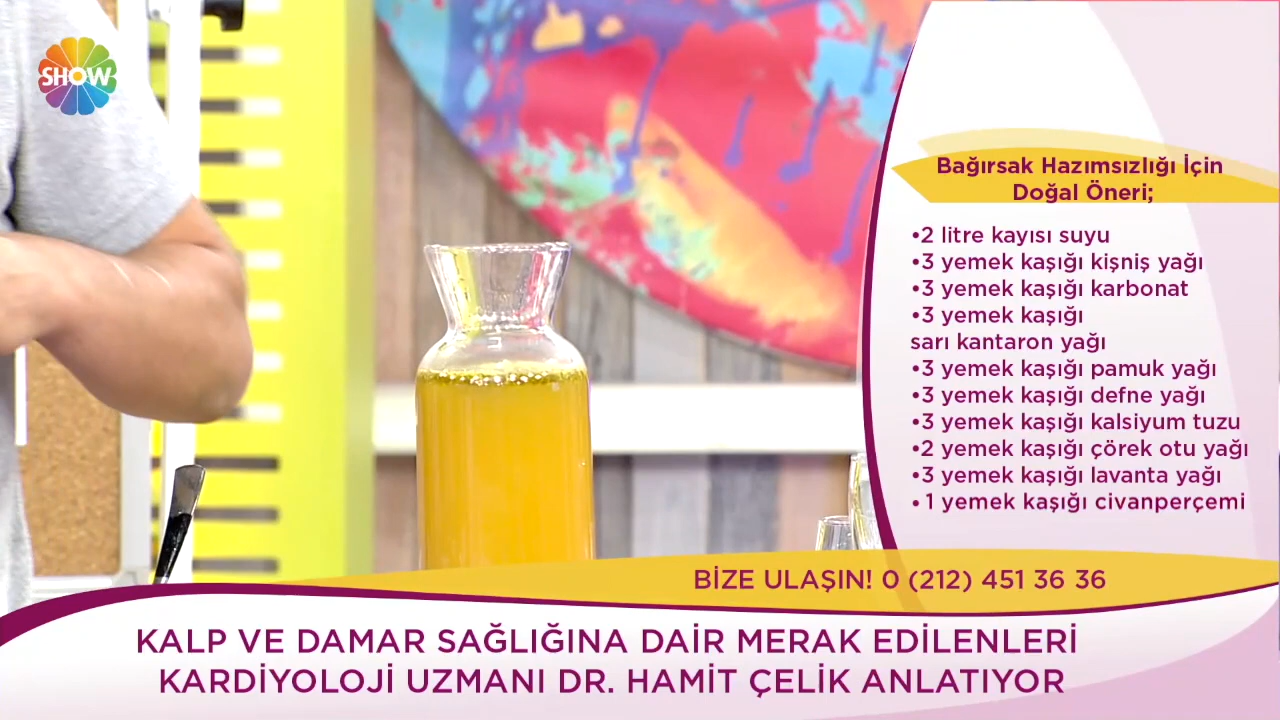 SHOW
Bağırsak Hazımsızlığı İçin
Doğal Öneri;
•2 litre kayısı suyu
•3 yemek kaşığı kişniş yağı
•3 yemek kaşığı karbonat
•3 yemek kaşığı
sarı kantaron yağı
•3 yemek kaşığı pamuk yağı
•3 yemek kaşığı defne yağı
•3 yemek kaşığı kalsiyum tuzu
•2 yemek kaşığı çörek otu yağı
•3 yemek kaşığı lavanta yağı
• 1 yemek kaşığı civanperçemi
BİZE ULAŞIN! 0 (212) 451 36 36
KALP VE DAMAR SAĞLIĞINA DAİR MERAK EDİLENLERİ
KARDİYOLOJİ UZMANI DR. HAMİT ÇELİK ANLATIYOR